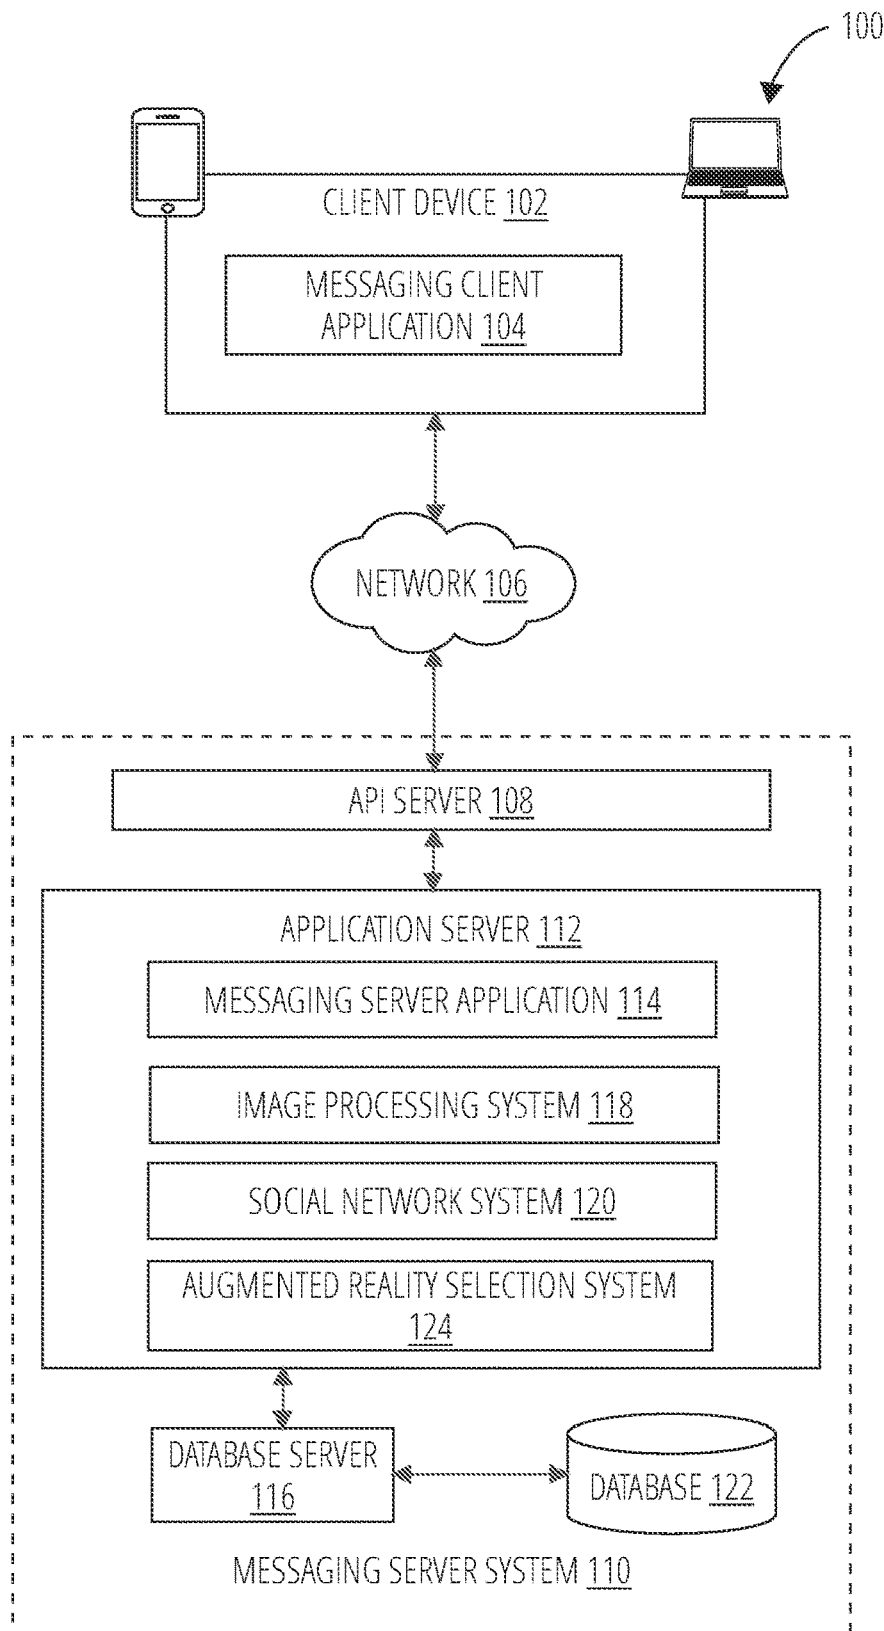 100
CLIENT DEVICE 102
MESSAGING CLIENT
APPLICATION 104
NETWORK 106
API SERVER 108
APPLICATION SERVER 112
MESSAGING SERVER APPLICATION 114
IMAGE PROCESSING SYSTEM 118
SOCIAL NETWORK SYSTEM 120
AUGMENTED REALITY SELECTION SYSTEM
124
DATABASE SERVER
116
DATABASE 122
MESSAGING SERVER SYSTEM 110